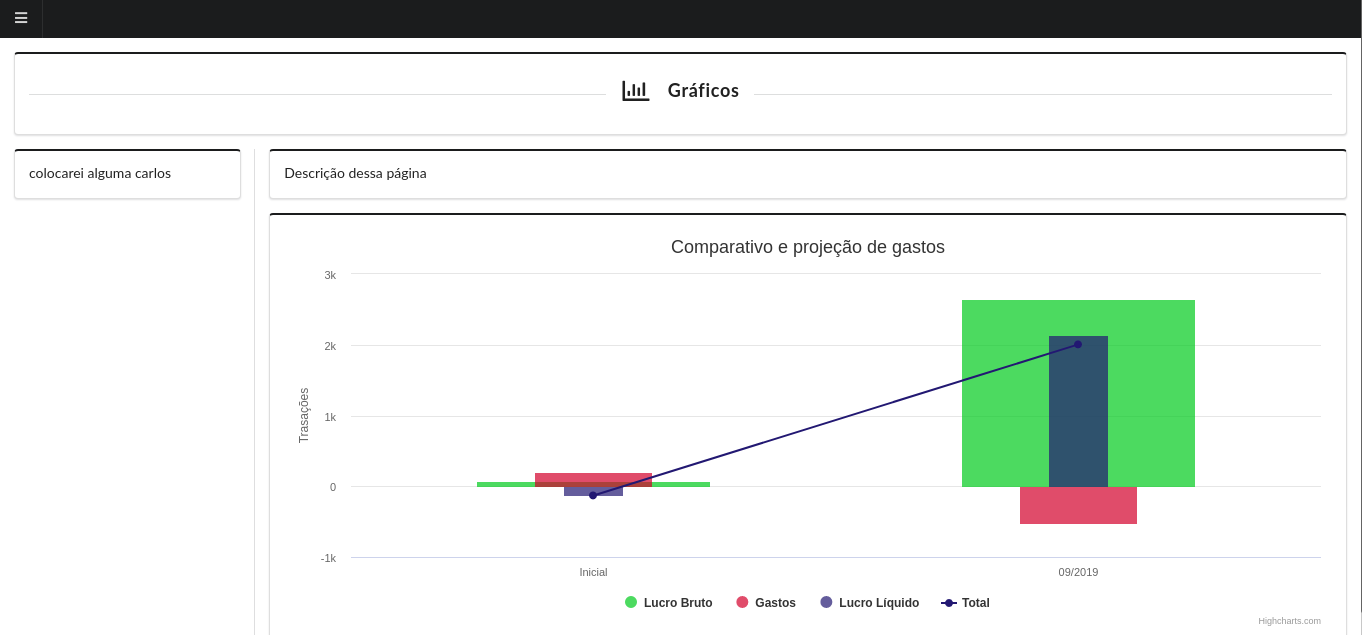 Gráficos
colocarei alguma carlos
Descrição dessa página
Comparativo e projeção de gastos
Trasações
3k
2k
1k
0
-1k
Inicial
09/2019
Lucro Bruto
Gastos
Lucro Líquido
Total
Highcharts.com